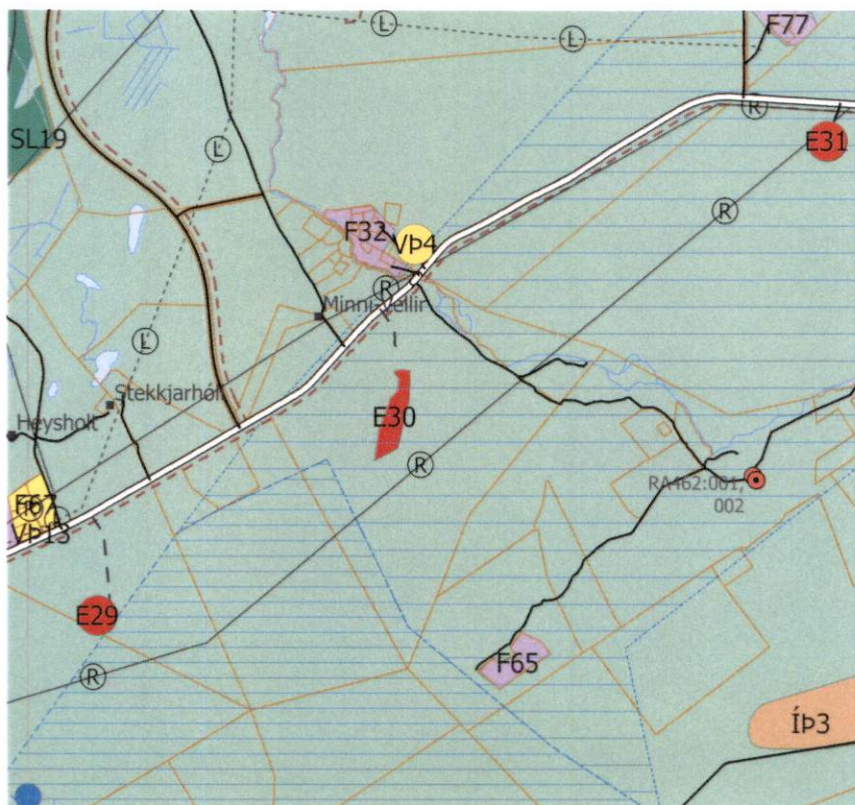 F77
Ł
Ł
R
SL19
Ł
E31
R
F32
VÞ4
R
Minni-Vellir
Ł
Stekkjarhóll
E30
Heysholt
R
RA462:001,
002
F67
VÞ13
E29
F65
R
ÍÞ3